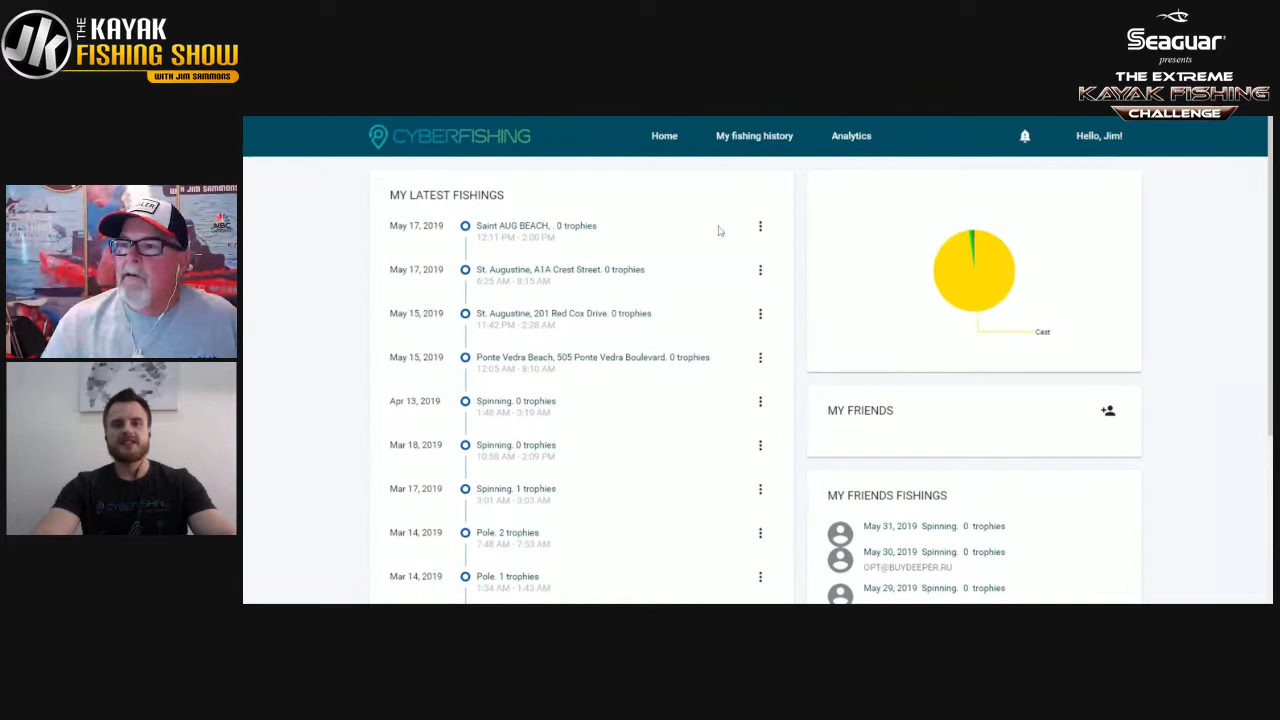 JK THE KAYAK
FISHING SHOW
WITH JIM SAMMONS
Seaguar
presents
THE EXTREME
KAYAK FISHING
CHALLENGE
CYBERFISHING
Home
My fishing history
Analytics
Hello, Jim!
MY LATEST FISHINGS
May 17, 2019 Saint AUG BEACH, . 0 trophies
12:11 PM - 2:00 PM
May 17, 2019 St. Augustine, A1A Crest Street. 0 trophies
6:25 AM - 8:15 AM
May 15, 2019 St. Augustine, 201 Red Cox Drive. 0 trophies
11:42 PM - 2:28 AM
May 15, 2019 Ponte Vedra Beach, 505 Ponte Vedra Boulevard. 0 trophies
12:05 AM - 8:10 AM
Apr 13, 2019 Spinning. 0 trophies
1:48 AM - 3:19 AM
Mar 18, 2019 Spinning. 0 trophies
10:58 AM - 2:09 PM
Mar 17, 2019 Spinning. 1 trophies
3:01 AM - 3:03 AM
Mar 14, 2019 Pole. 2 trophies
7:48 AM - 7:53 AM
Mar 14, 2019 Pole. 1 trophies
1:34 AM - 1:43 AM
Cast
MY FRIENDS
MY FRIENDS FISHINGS
May 31, 2019 Spinning. 0 trophies
May 30, 2019 Spinning. 0 trophies
OPT@BUYDEEPER.RU
May 29, 2019 Spinning. 0 trophies
JIM SAMMONS
NBC
CYBERFISHING